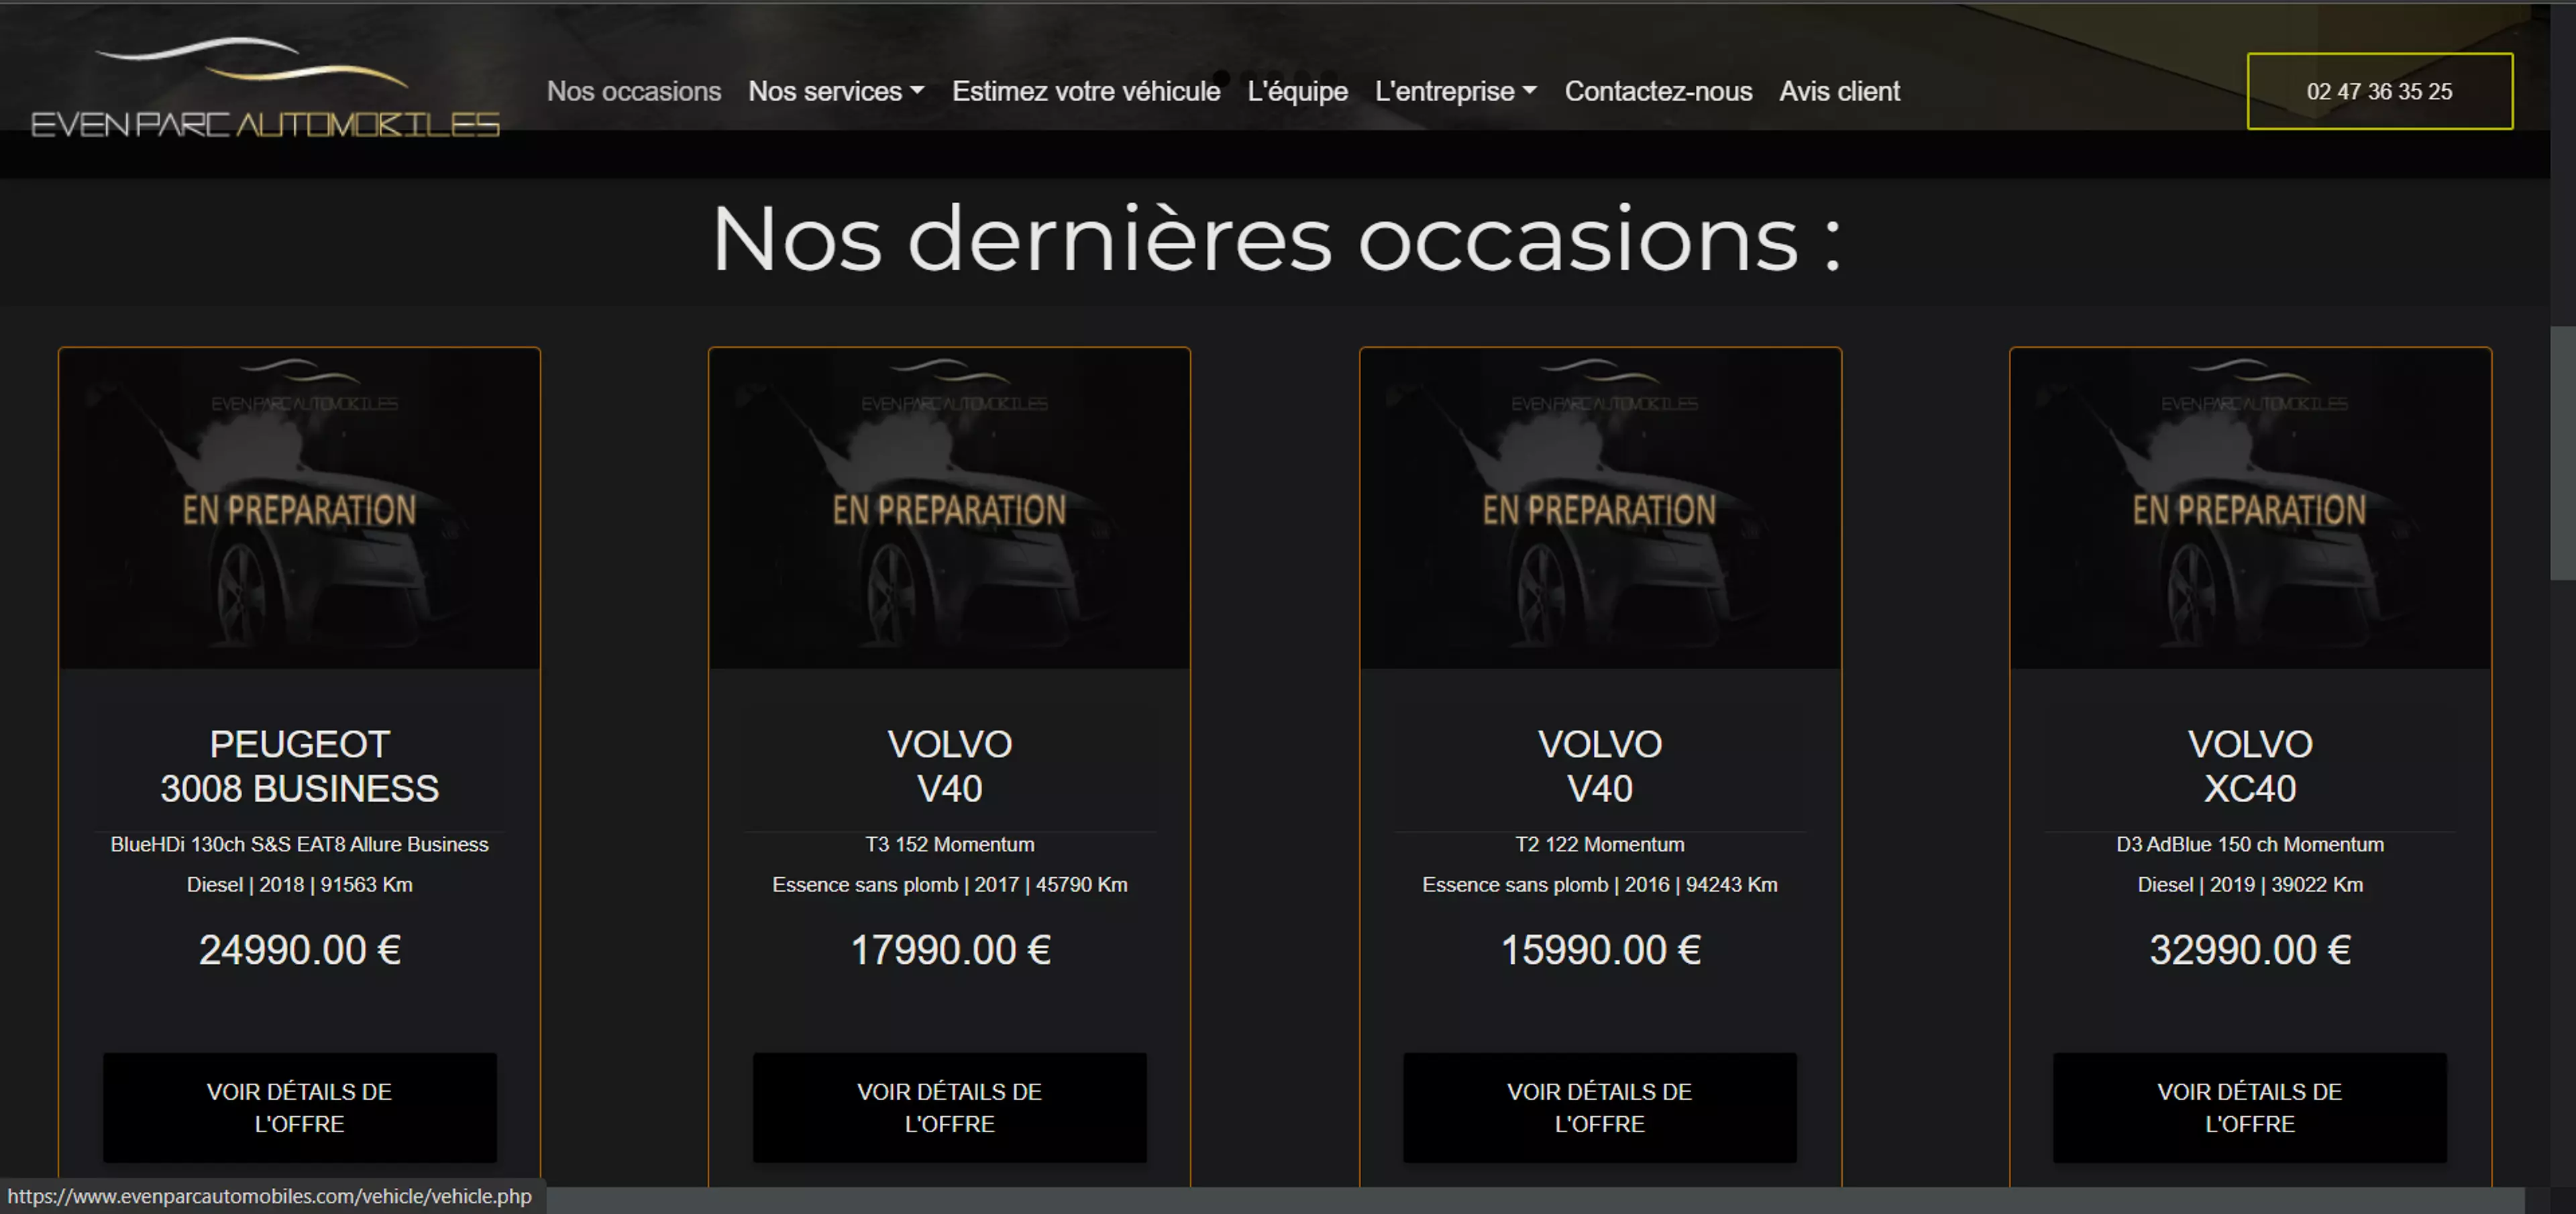 EVEN PARC AUTOMOBILES
Nos occasions Nos services Estimez votre véhicule L'équipe L'entreprise Contactez-nous Avis client
02 47 36 35 25
Nos dernières occasions :
EVEN PARC AUTOMOBILES
EN PREPARATION
PEUGEOT
3008 BUSINESS
BlueHDi 130ch S&S EAT8 Allure Business
Diesel | 2018 | 91563 Km
24990.00 €
VOIR DÉTAILS DE
L'OFFRE
EVEN PARC AUTOMOBILES
EN PREPARATION
VOLVO
V40
T3 152 Momentum
Essence sans plomb | 2017 | 45790 Km
17990.00 €
VOIR DÉTAILS DE
L'OFFRE
EVEN PARC AUTOMOBILES
EN PREPARATION
VOLVO
V40
T2 122 Momentum
Essence sans plomb | 2016 | 94243 Km
15990.00 €
VOIR DÉTAILS DE
L'OFFRE
EVEN PARC AUTOMOBILES
EN PREPARATION
VOLVO
XC40
D3 AdBlue 150 ch Momentum
Diesel | 2019 | 39022 Km
32990.00 €
VOIR DÉTAILS DE
L'OFFRE
https://www.evenparcautomobiles.com/vehicle/vehicle.php